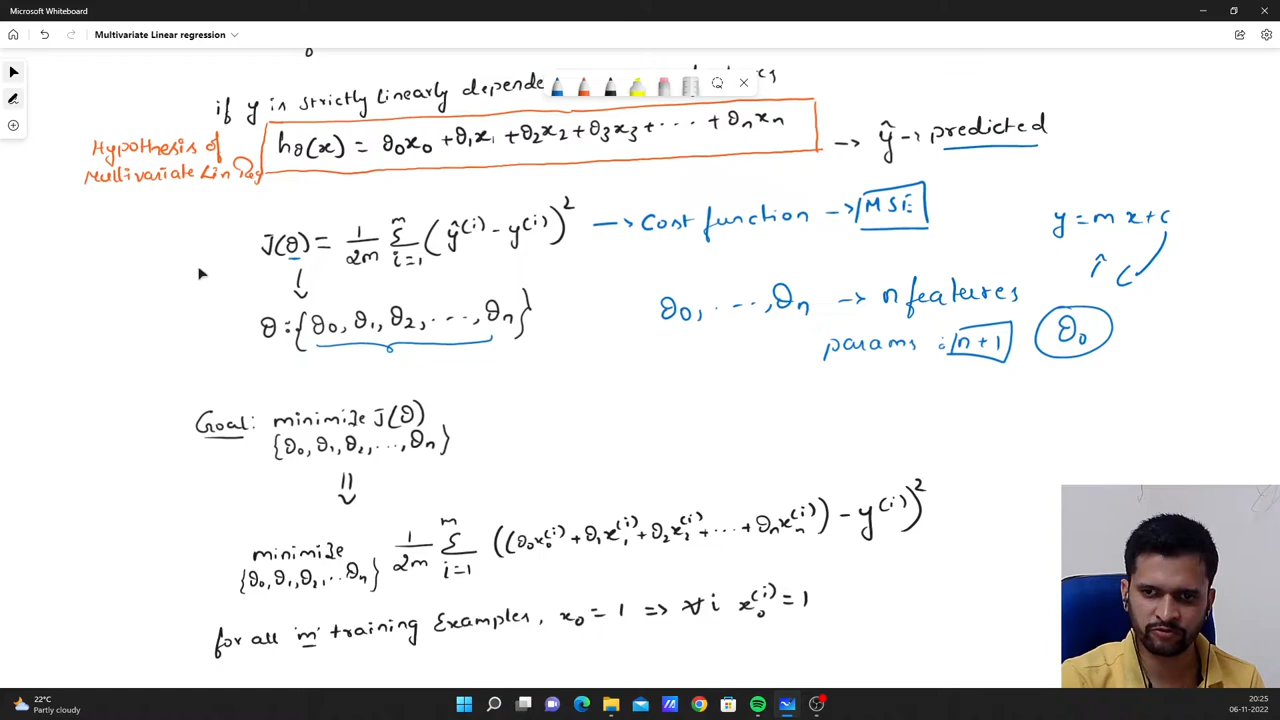 Microsoft Whiteboard
Multivariate Linear regression
if y is strictly linearly depende
Hypothesis of
Multivariate Lin Reg
hθ(x) = θ0x0 + θ1x1 + θ2x2 + θ3x3 + ... + θnxn
→ ŷ → predicted
J(θ) = 1/2m Σ i=1 m (ŷ^(i) - y^(i))^2 → Cost function → MSE
y = mx+c
θ : {θ0, θ1, θ2, ..., θn}
θ0, ..., θn → n features
params : n+1
θ0
Goal: minimize J(θ)
{θ0, θ1, θ2, ..., θn}
minimize
{θ0, θ1, θ2, ..θn}
1/2m Σ i=1 m ((θ0x0^(i) + θ1x1^(i) + θ2x2^(i) + ... + θnxn^(i)) - y^(i))^2
for all 'm' training Examples, x0 = 1 => ∀i x0^(i) = 1
22°C
Partly cloudy
20:25
06-11-2022